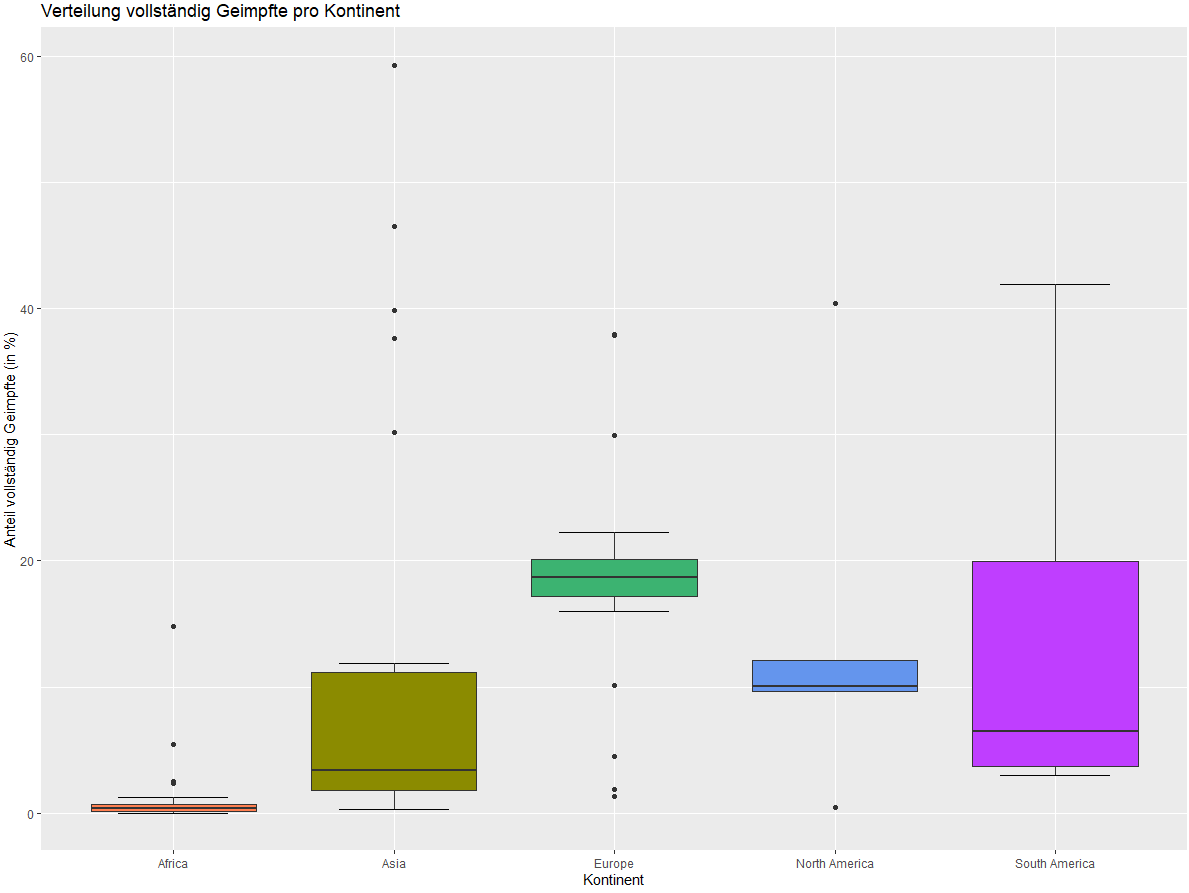 Verteilung vollständig Geimpfte pro Kontinent
Anteil vollständig Geimpfte (in %)
60
40
20
0
Africa
Asia
Europe
North America
South America
Kontinent